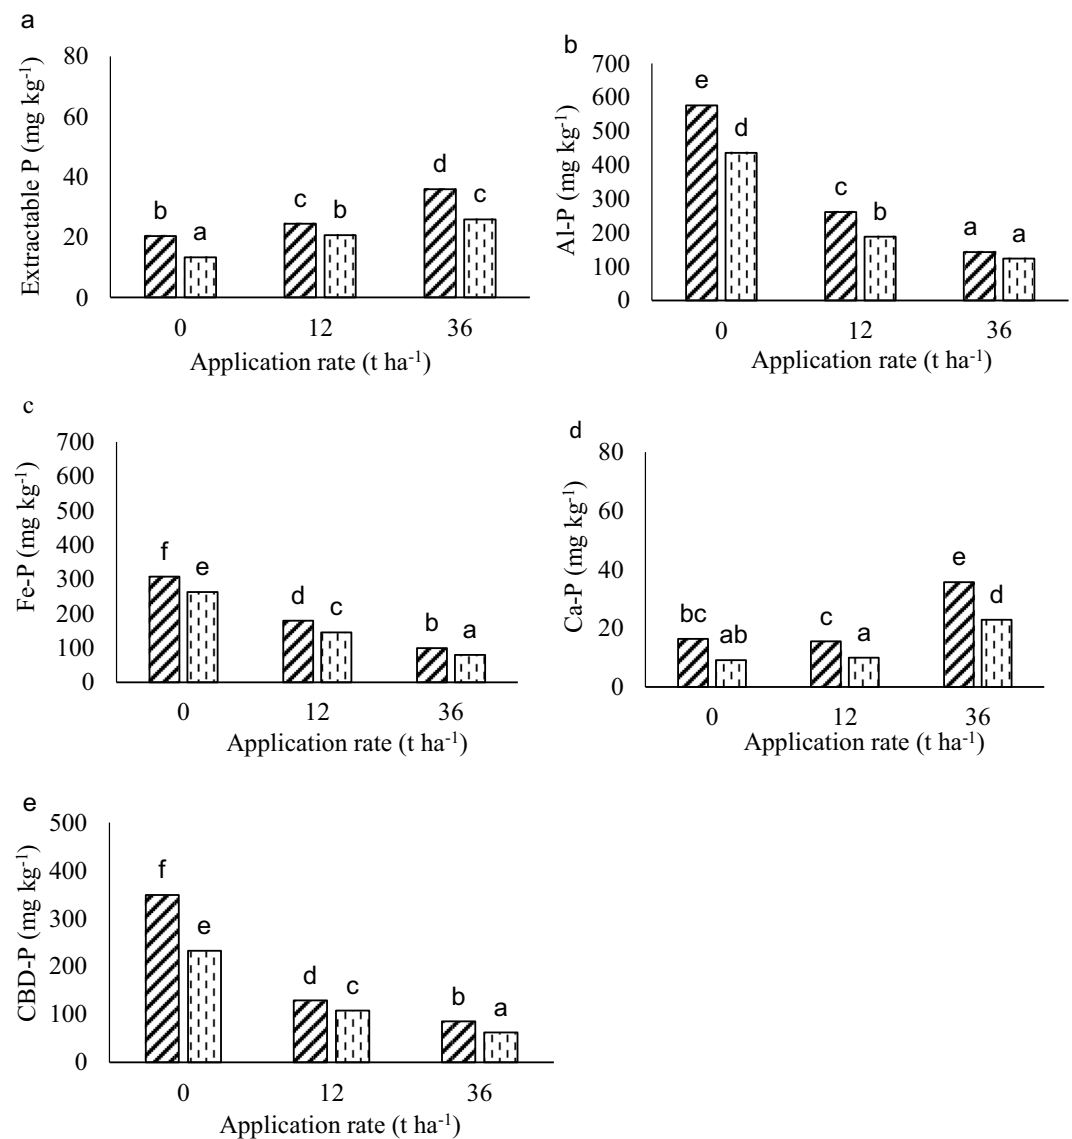 a
Extractable P (mg kg⁻¹)
80
60
40
20
0
b
a
c
b
d
c
0 12 36
Application rate (t ha⁻¹)
b
Al-P (mg kg⁻¹)
700
600
500
400
300
200
100
0
e
d
c
b
a
a
0 12 36
Application rate (t ha⁻¹)
c
Fe-P (mg kg⁻¹)
700
600
500
400
300
200
100
0
f
e
d
c
b
a
0 12 36
Application rate (t ha⁻¹)
d
Ca-P (mg kg⁻¹)
80
60
40
20
0
bc
ab
c
a
e
d
0 12 36
Application rate (t ha⁻¹)
e
CBD-P (mg kg⁻¹)
500
400
300
200
100
0
f
e
d
c
b
a
0 12 36
Application rate (t ha⁻¹)